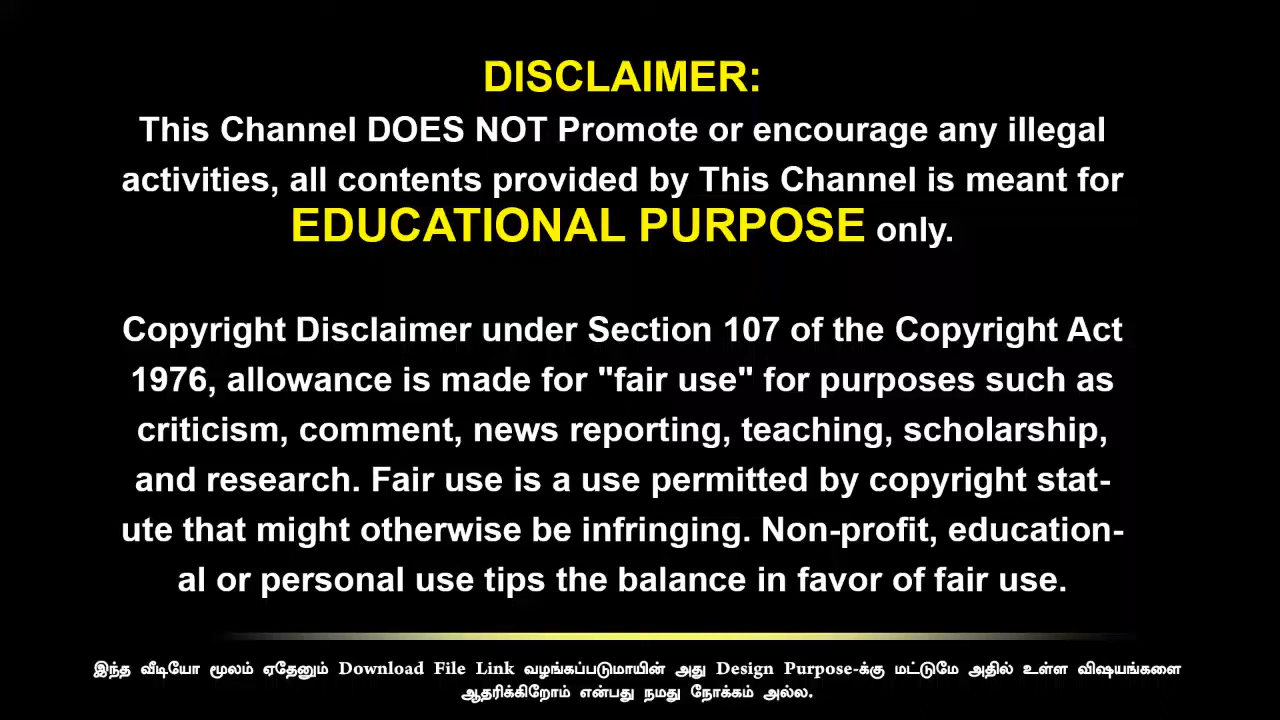 DISCLAIMER:
This Channel DOES NOT Promote or encourage any illegal
activities, all contents provided by This Channel is meant for
EDUCATIONAL PURPOSE only.
Copyright Disclaimer under Section 107 of the Copyright Act
1976, allowance is made for "fair use" for purposes such as
criticism, comment, news reporting, teaching, scholarship,
and research. Fair use is a use permitted by copyright stat-
ute that might otherwise be infringing. Non-profit, education-
al or personal use tips the balance in favor of fair use.
இந்த வீடியோ மூலம் ஏதேனும் Download File Link வழங்கப்படுமாயின் அது Design Purpose-க்கு மட்டுமே அதில் உள்ள விஷயங்களை
ஆதரிக்கிறோம் என்பது நமது நோக்கம் அல்ல.